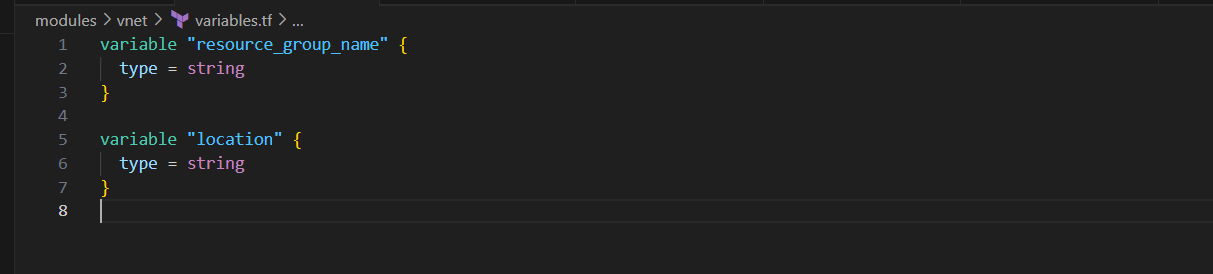 modules > vnet > variables.tf > ...
1 variable "resource_group_name" {
2   type = string
3 }
4
5 variable "location" {
6   type = string
7 }
8